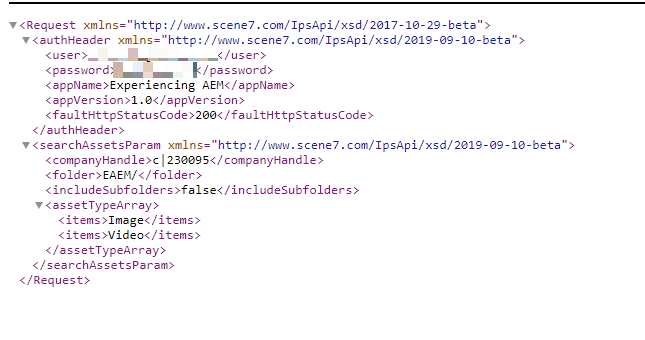 <Request xmlns="http://www.scene7.com/IpsApi/xsd/2017-10-29-beta">
<authHeader xmlns="http://www.scene7.com/IpsApi/xsd/2019-09-10-beta">
<user></user>
<password></password>
<appName>Experiencing AEM</appName>
<appVersion>1.0</appVersion>
<faultHttpStatusCode>200</faultHttpStatusCode>
</authHeader>
<searchAssetsParam xmlns="http://www.scene7.com/IpsApi/xsd/2019-09-10-beta">
<companyHandle>c|230095</companyHandle>
<folder>EAEM/</folder>
<includeSubfolders>false</includeSubfolders>
<assetTypeArray>
<items>Image</items>
<items>Video</items>
</assetTypeArray>
</searchAssetsParam>
</Request>